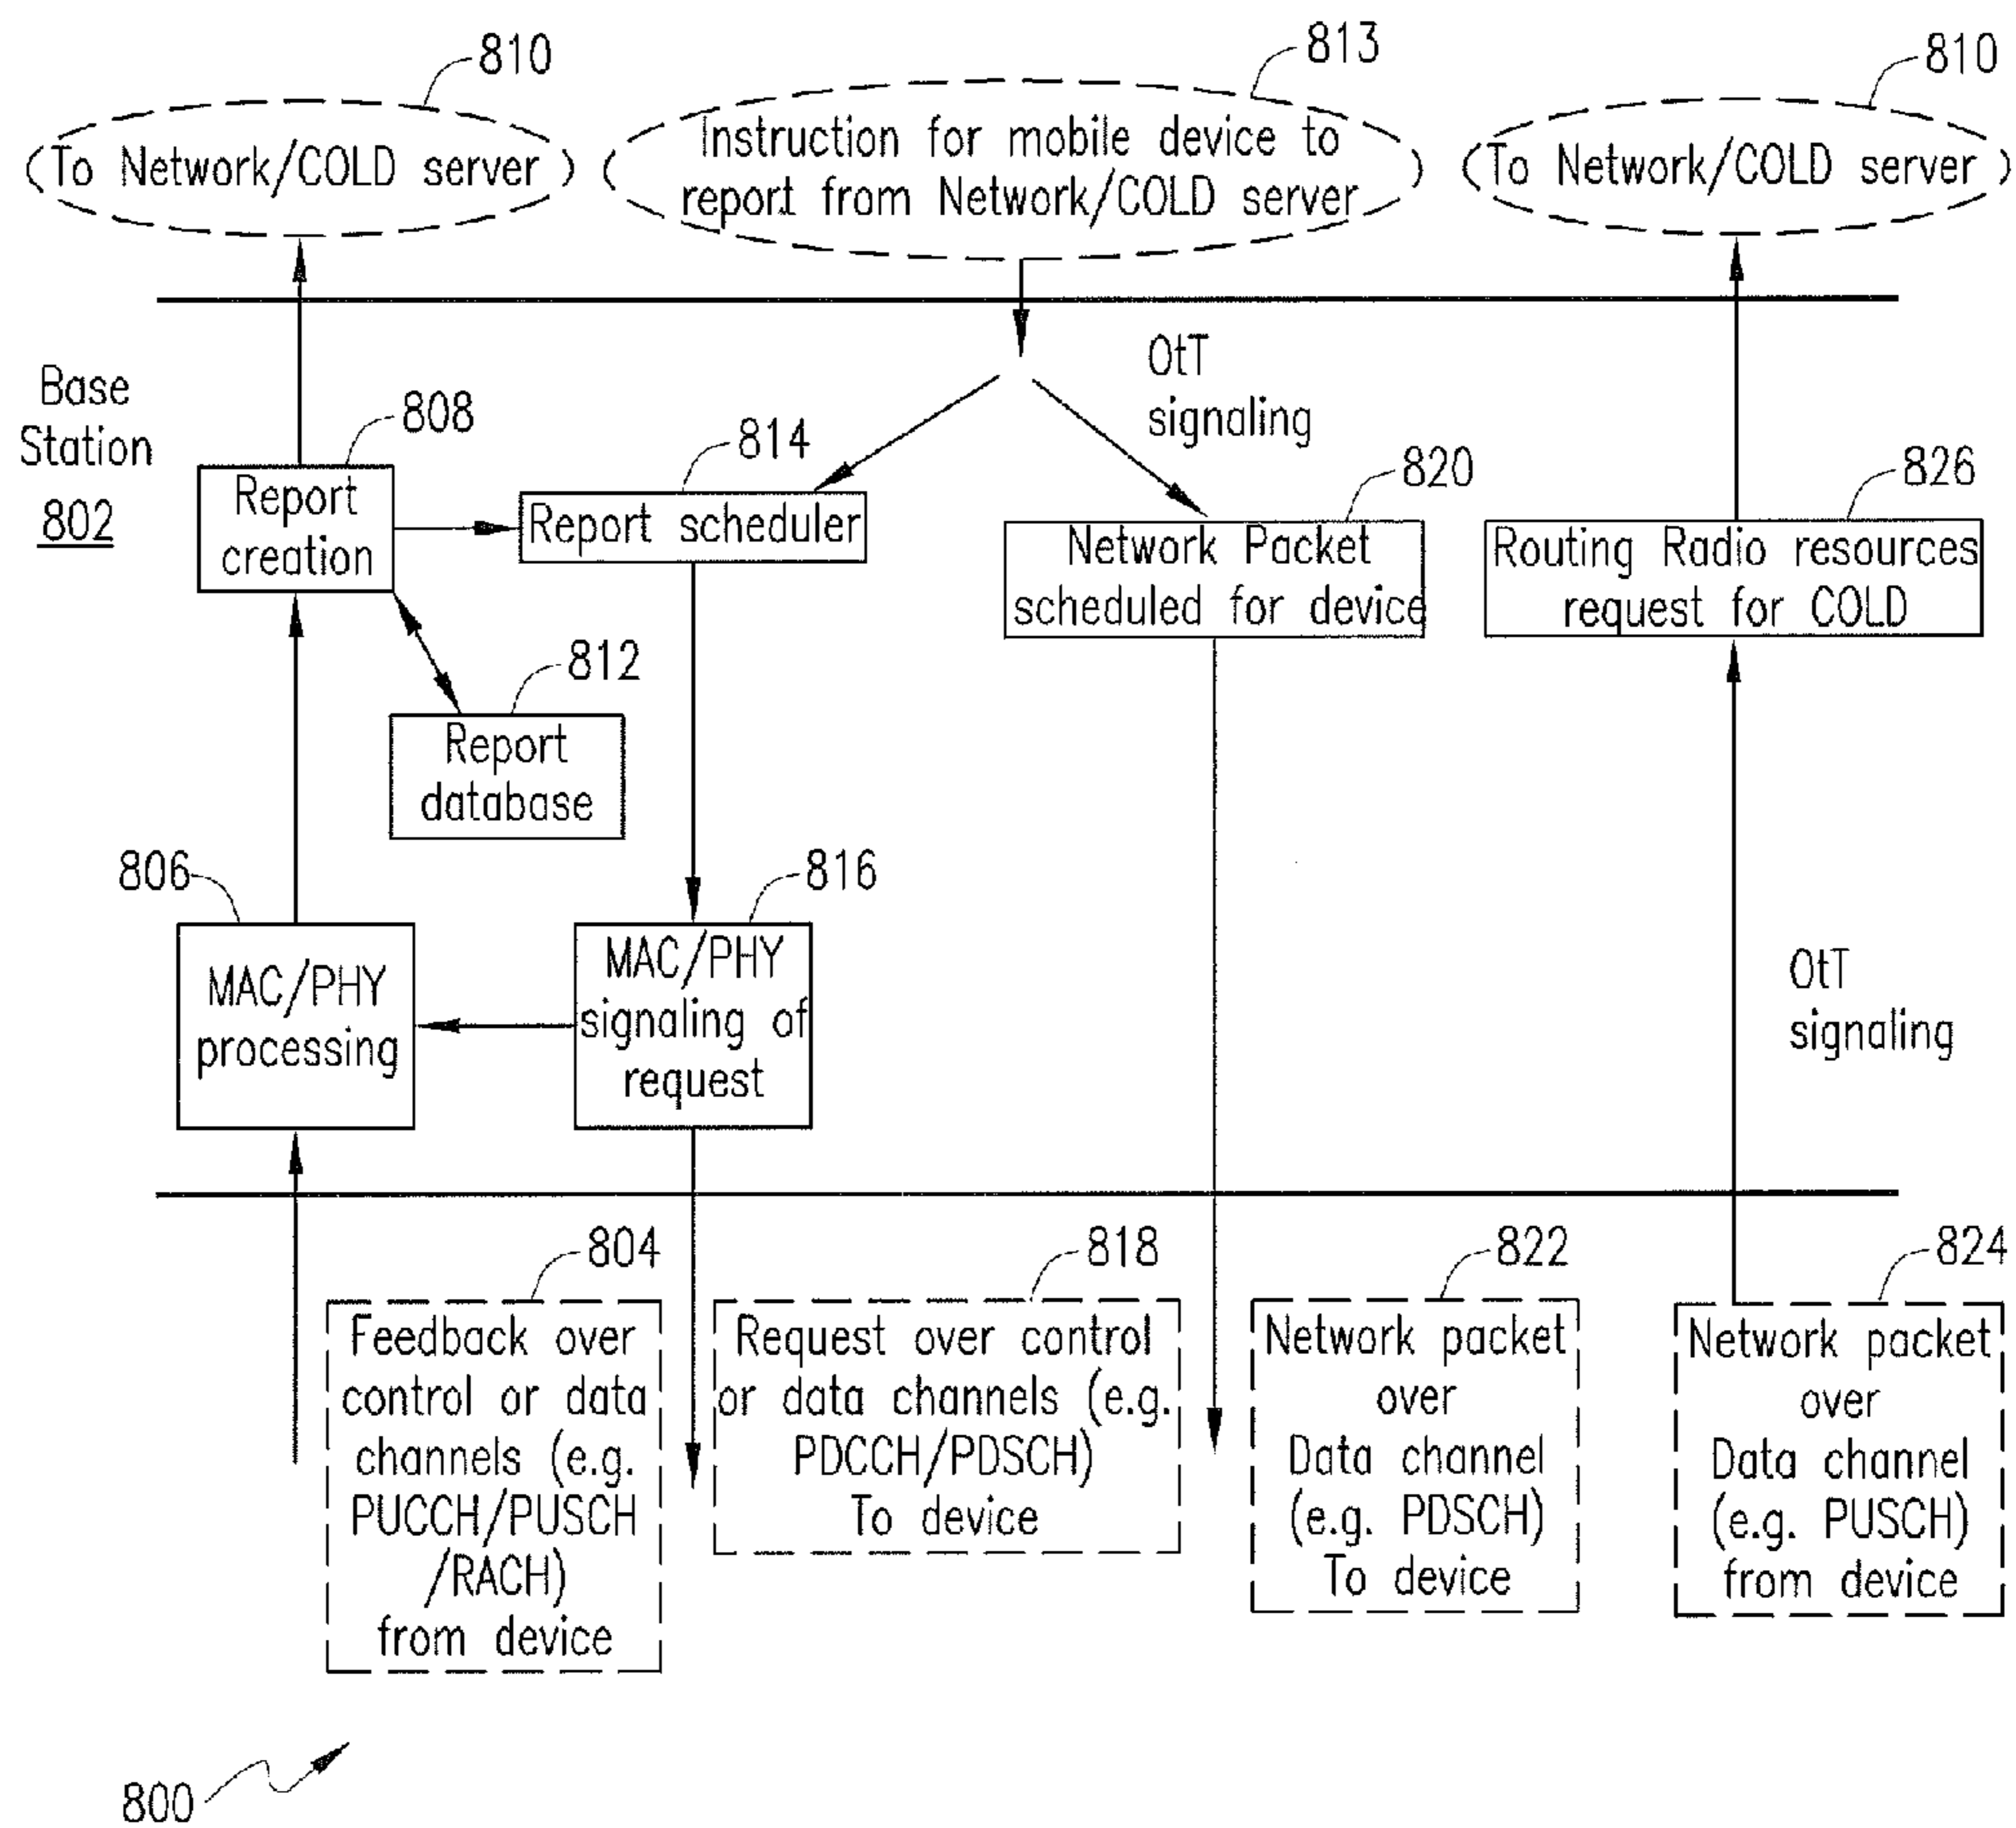 810
813
810
(To Network/COLD server)
Instruction for mobile device to
report from Network/COLD server
(To Network/COLD server)
Base
Station
802
OtT
signaling
808
814
820
826
Report
creation
Report scheduler
Network Packet
scheduled for device
Routing Radio resources
request for COLD
812
Report
database
806
816
MAC/PHY
processing
MAC/PHY
signaling of
request
OtT
signaling
804
818
822
824
Feedback over
control or data
channels (e.g.
PUCCH/PUSCH
/RACH)
from device
Request over control
or data channels (e.g.
PDCCH/PDSCH)
To device
Network packet
over
Data channel
(e.g. PDSCH)
To device
Network packet
over
Data channel
(e.g. PUSCH)
from device
800